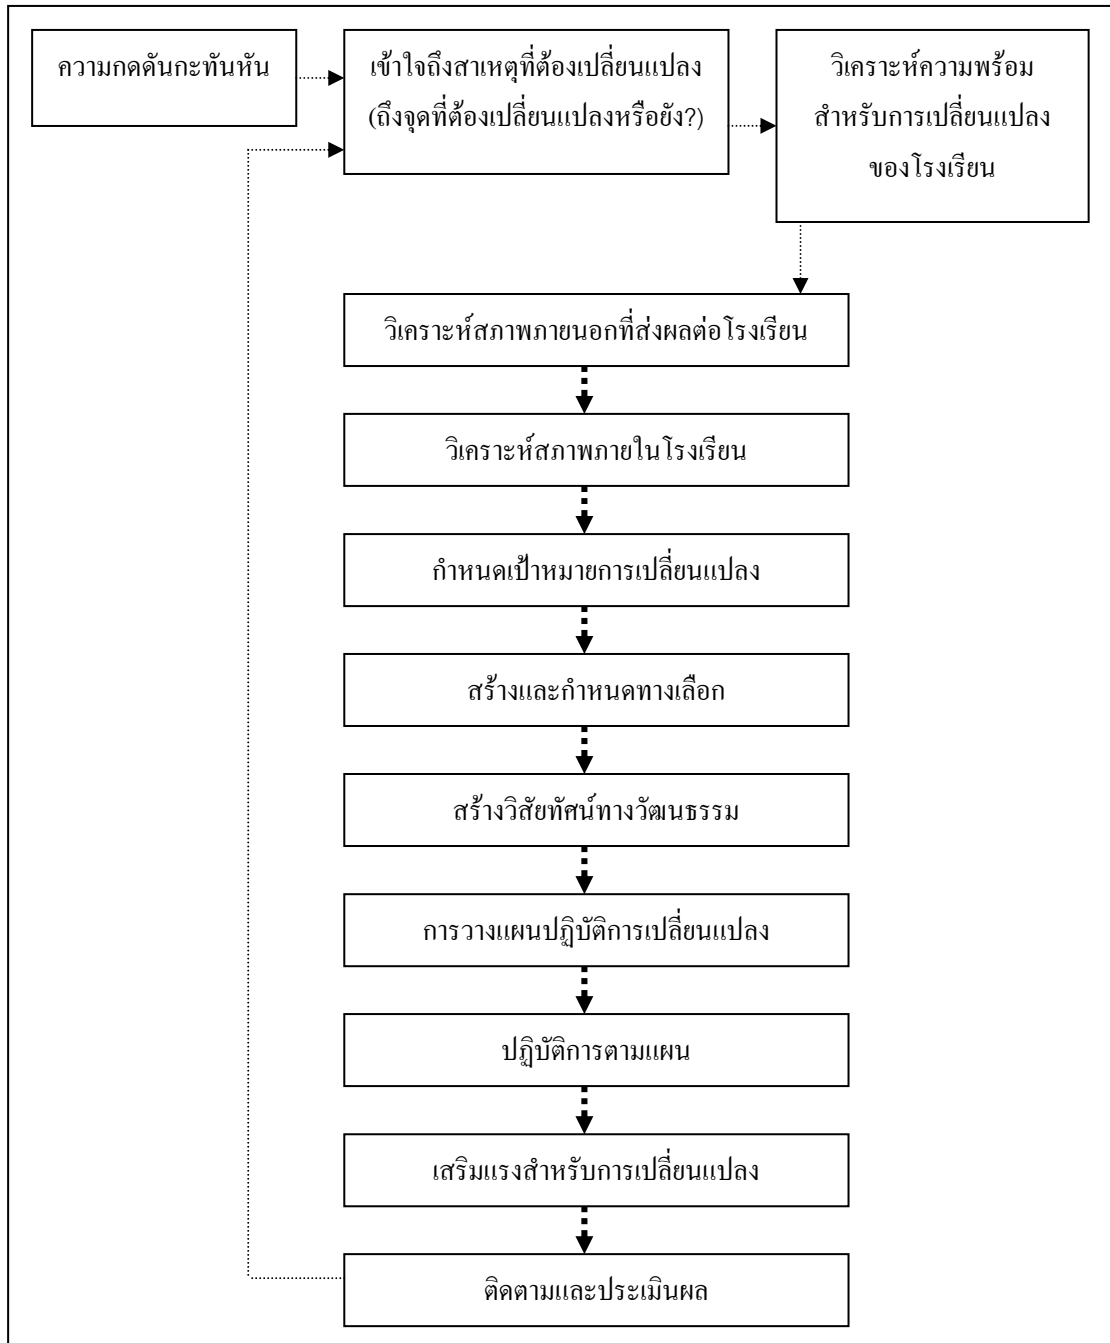 ความกดดันกะทันหัน
เข้าใจถึงสาเหตุที่ต้องเปลี่ยนแปลง
(ถึงจุดที่ต้องเปลี่ยนแปลงหรือยัง?)
วิเคราะห์ความพร้อม
สำหรับการเปลี่ยนแปลง
ของโรงเรียน
วิเคราะห์สภาพภายนอกที่ส่งผลต่อโรงเรียน
วิเคราะห์สภาพภายในโรงเรียน
กำหนดเป้าหมายการเปลี่ยนแปลง
สร้างและกำหนดทางเลือก
สร้างวิสัยทัศน์ทางวัฒนธรรม
การวางแผนปฏิบัติการเปลี่ยนแปลง
ปฏิบัติการตามแผน
เสริมแรงสำหรับการเปลี่ยนแปลง
ติดตามและประเมินผล